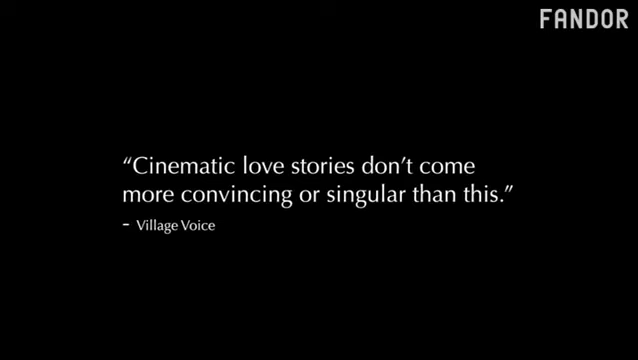 FANDOR
“Cinematic love stories don’t come
more convincing or singular than this.”
– Village Voice